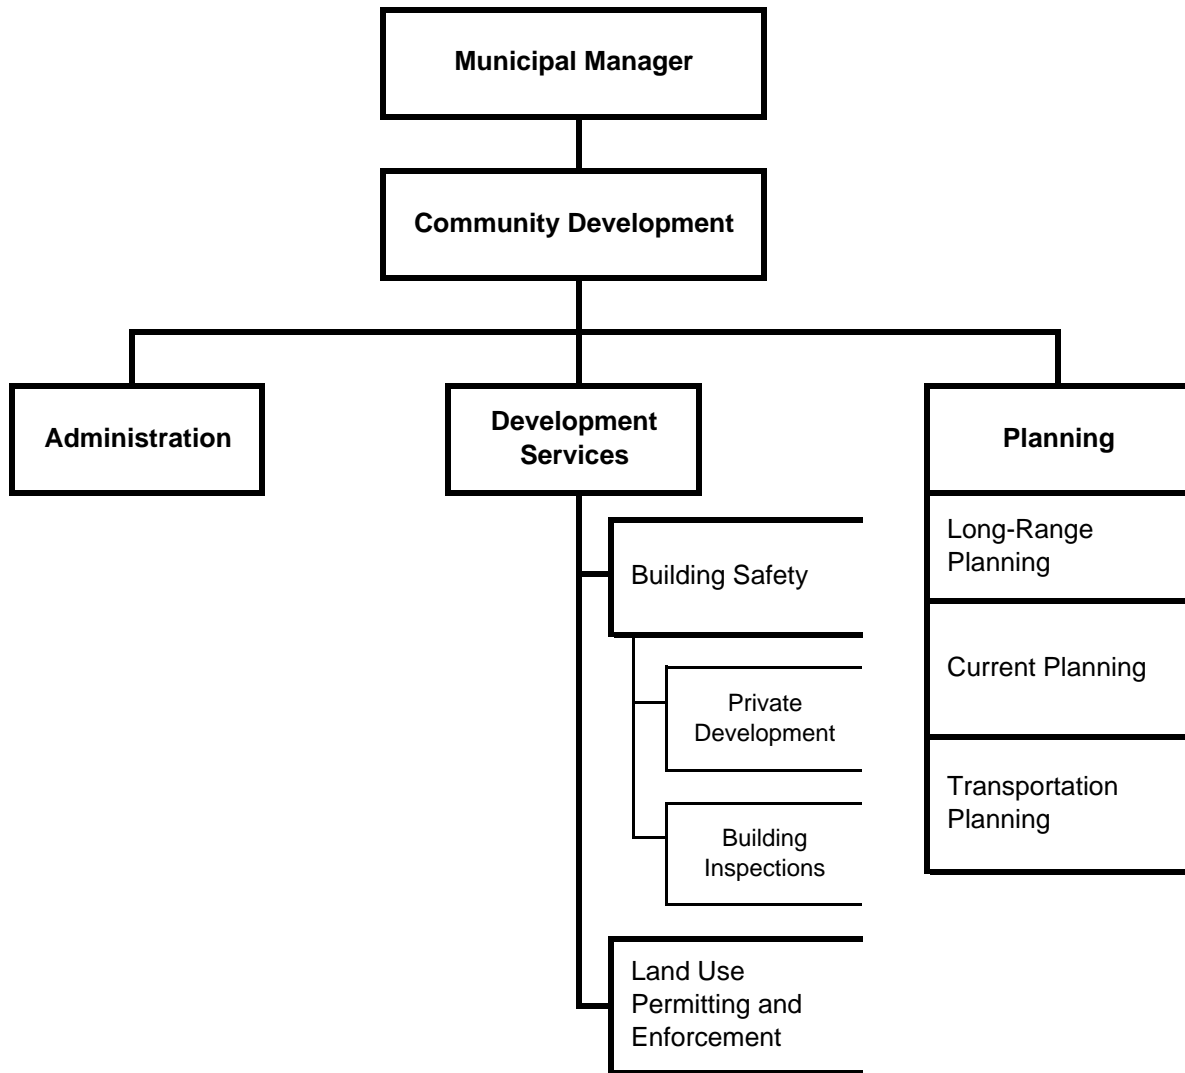 Municipal Manager
Community Development
Administration
Development
Services
Planning
Building Safety
Private
Development
Building
Inspections
Land Use
Permitting and
Enforcement
Long-Range
Planning
Current Planning
Transportation
Planning